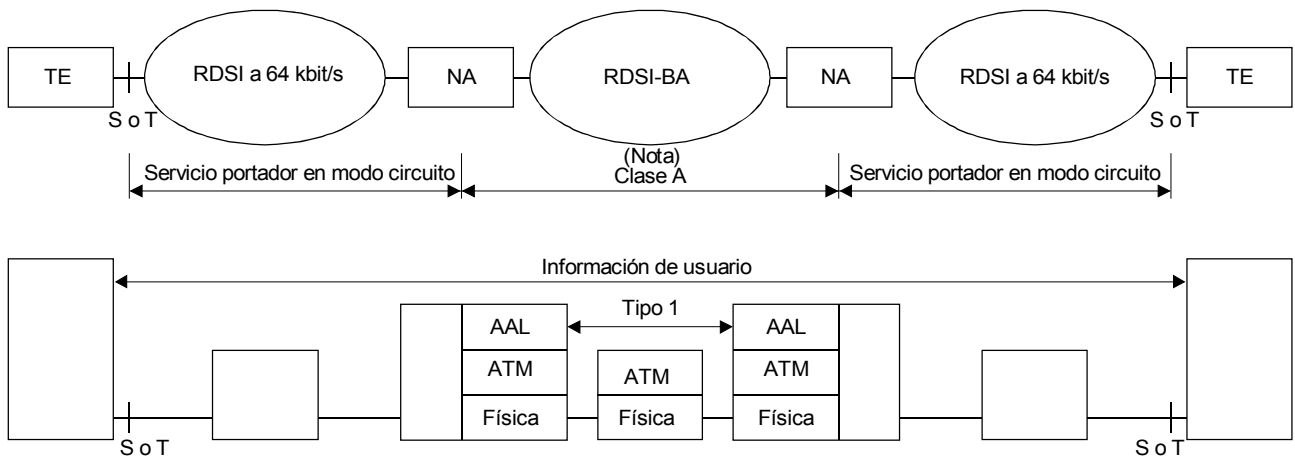 TE
RDSI a 64 kbit/s
NA
RDSI-BA
NA
RDSI a 64 kbit/s
TE
S o T
S o T
Servicio portador en modo circuito
(Nota)
Clase A
Servicio portador en modo circuito
Información de usuario
Tipo 1
AAL
AAL
ATM
ATM
ATM
Física
Física
Física
S o T
S o T